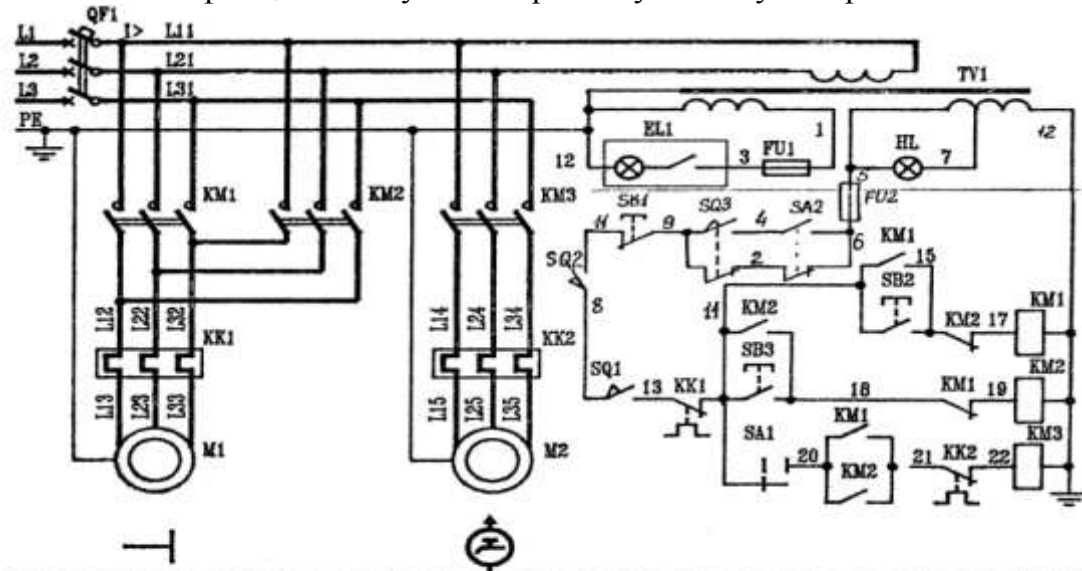 QF1
I>
L1 L11
L2 L21
L3 L31
PE
TV1
EL1
1
12
HL
12
3
FU1
7
5
FU2
KM1
KM2
KM3
11
SB1
9
SQ3
4
SA2
6
KM1
15
SQ2
2
SB2
8
11
KM2
KM2
17
KM1
L12
L22
L32
KK1
L14
L24
L34
KK2
SB3
SQ1
13
KK1
18
KM1
19
KM2
L13
L23
L33
L15
L25
L35
SA1
KM1
KM3
M1
M2
20
KM2
21
KK2
22